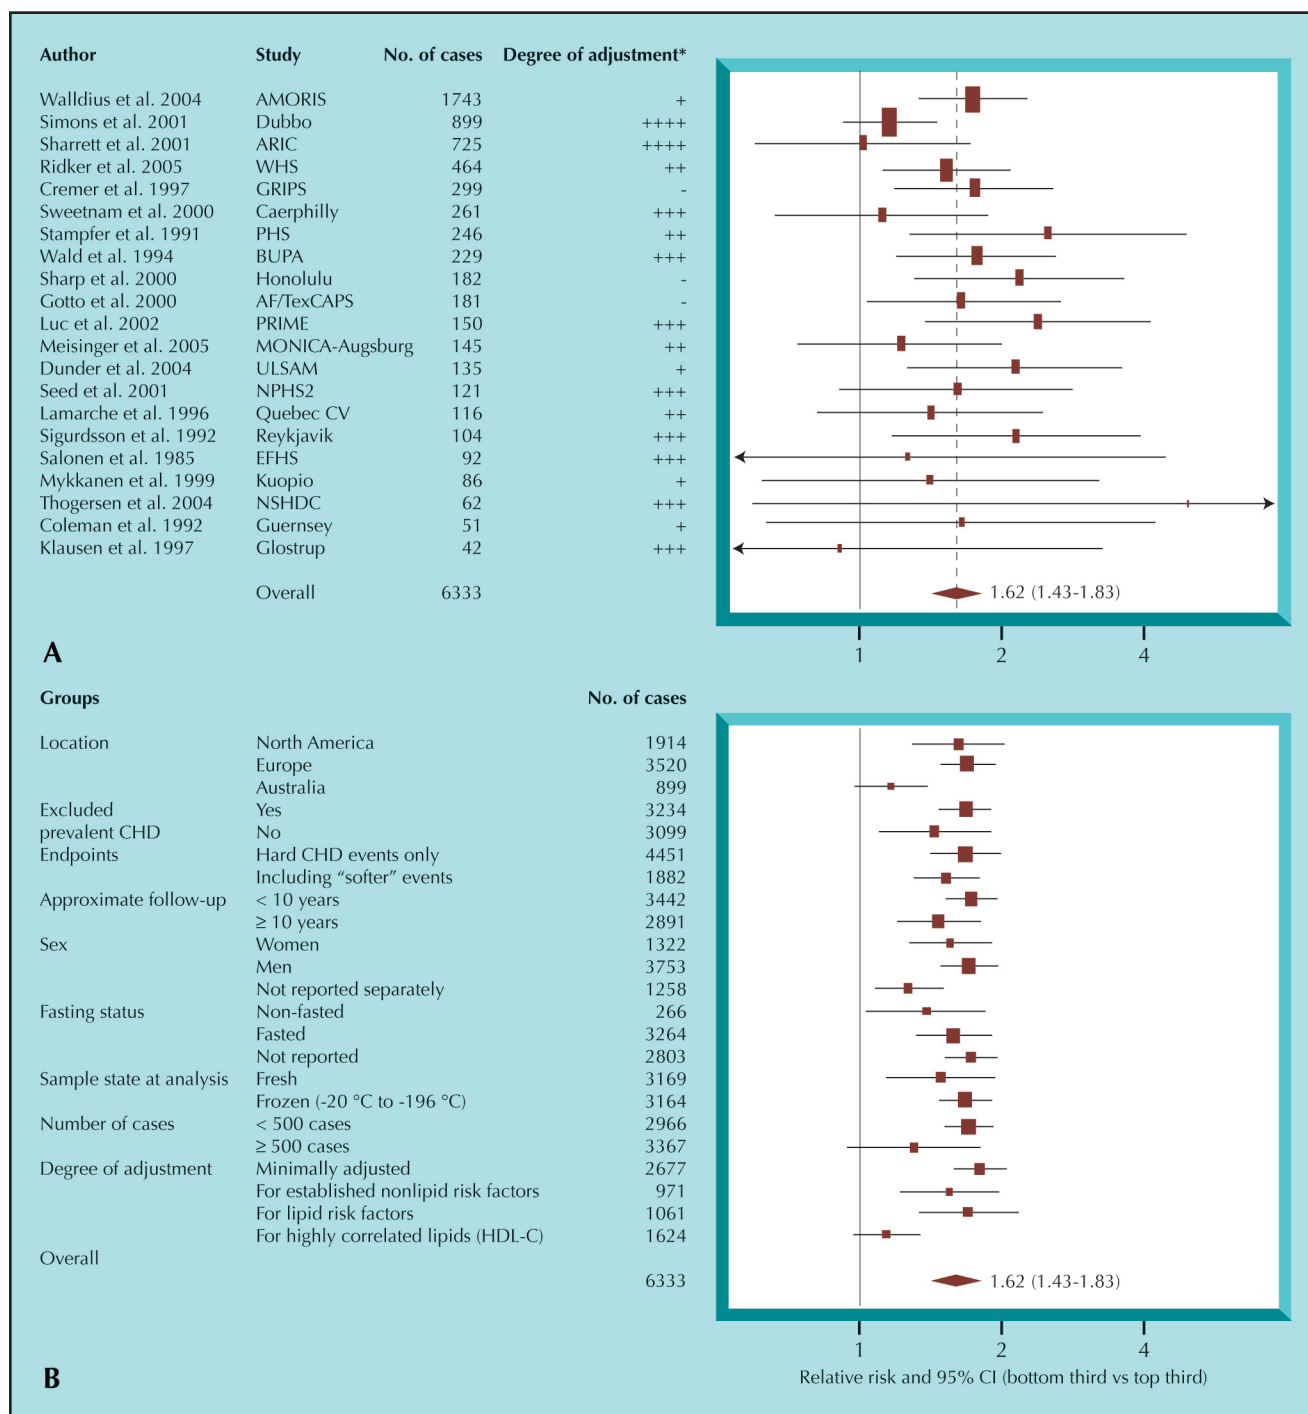 Author Study No. of cases Degree of adjustment*
Walldius et al. 2004 AMORIS 1743 +
Simons et al. 2001 Dubbo 899 ++++
Sharrett et al. 2001 ARIC 725 ++++
Ridker et al. 2005 WHS 464 ++
Cremer et al. 1997 GRIPS 299 -
Sweetnam et al. 2000 Caerphilly 261 +++
Stampfer et al. 1991 PHS 246 ++
Wald et al. 1994 BUPA 229 +++
Sharp et al. 2000 Honolulu 182 -
Gotto et al. 2000 AF/TexCAPS 181 -
Luc et al. 2002 PRIME 150 +++
Meisinger et al. 2005 MONICA-Augsburg 145 ++
Dunder et al. 2004 ULSAM 135 +
Seed et al. 2001 NPHS2 121 +++
Lamarche et al. 1996 Quebec CV 116 ++
Sigurdsson et al. 1992 Reykjavik 104 +++
Salonen et al. 1985 EFHS 92 +++
Mykkanen et al. 1999 Kuopio 86 +
Thogersen et al. 2004 NSHDC 62 +++
Coleman et al. 1992 Guernsey 51 +
Klausen et al. 1997 Glostrup 42 +++
Overall 6333 1.62 (1.43-1.83)
A 1 2 4
Groups No. of cases
Location North America 1914
Europe 3520
Australia 899
Excluded Yes 3234
prevalent CHD No 3099
Endpoints Hard CHD events only 4451
Including “softer” events 1882
Approximate follow-up < 10 years 3442
≥ 10 years 2891
Sex Women 1322
Men 3753
Not reported separately 1258
Fasting status Non-fasted 266
Fasted 3264
Not reported 2803
Sample state at analysis Fresh 3169
Frozen (-20 °C to -196 °C) 3164
Number of cases < 500 cases 2966
≥ 500 cases 3367
Degree of adjustment Minimally adjusted 2677
For established nonlipid risk factors 971
For lipid risk factors 1061
For highly correlated lipids (HDL-C) 1624
Overall
6333 1.62 (1.43-1.83)
1 2 4
B Relative risk and 95% CI (bottom third vs top third)